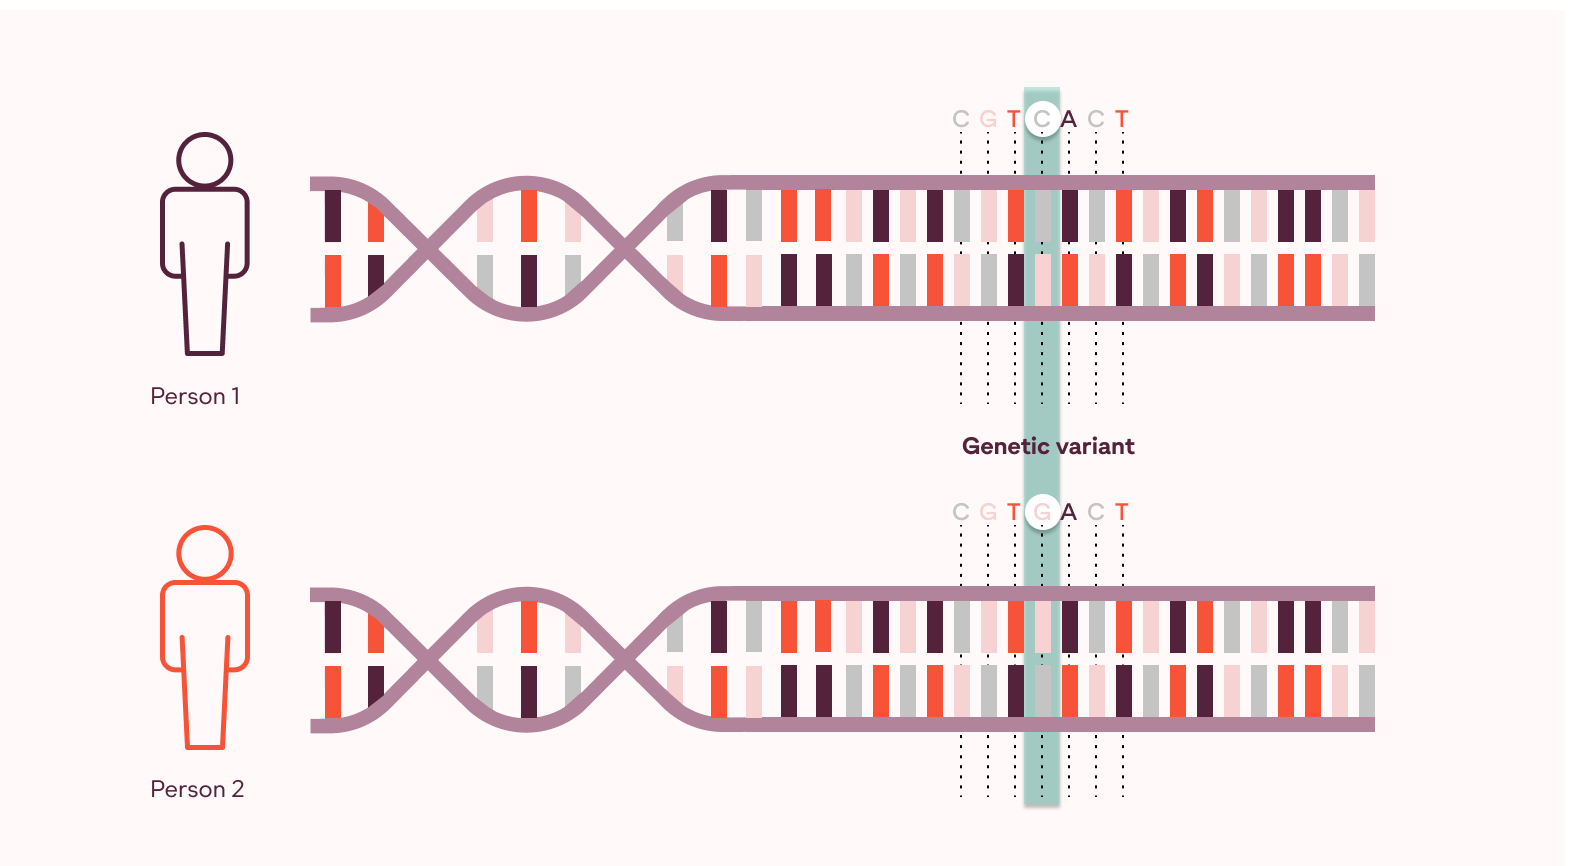 C G T C A C T
Person 1
Genetic variant
C G T G A C T
Person 2